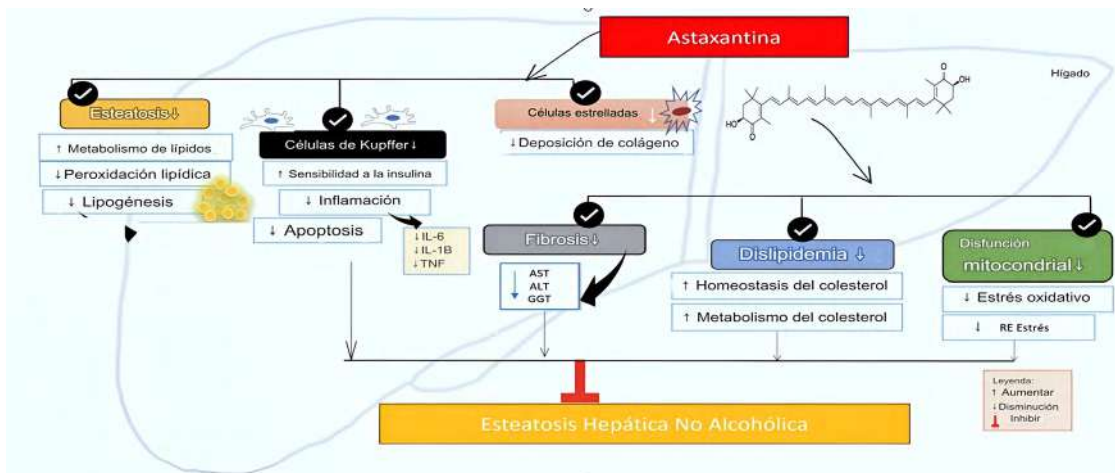 Astaxantina
Hígado
O
OH
HO
O
Esteatosis↓
↑ Metabolismo de lípidos
↓Peroxidación lipídica
↓ Lipogénesis
Células de Kupffer↓
↑ Sensibilidad a la insulina
↓ Inflamación
↓ Apoptosis
↓IL-6
↓IL-1B
↓TNF
Células estrelladas ↓
↓Deposición de colágeno
Fibrosis↓
↓ AST
ALT
GGT
Dislipidemia ↓
↑ Homeostasis del colesterol
↑ Metabolismo del colesterol
Disfunción
mitocondrial↓
↓ Estrés oxidativo
↓ RE Estrés
Leyenda:
↑ Aumentar
↓Disminución
Inhibir
Esteatosis Hepática No Alcohólica